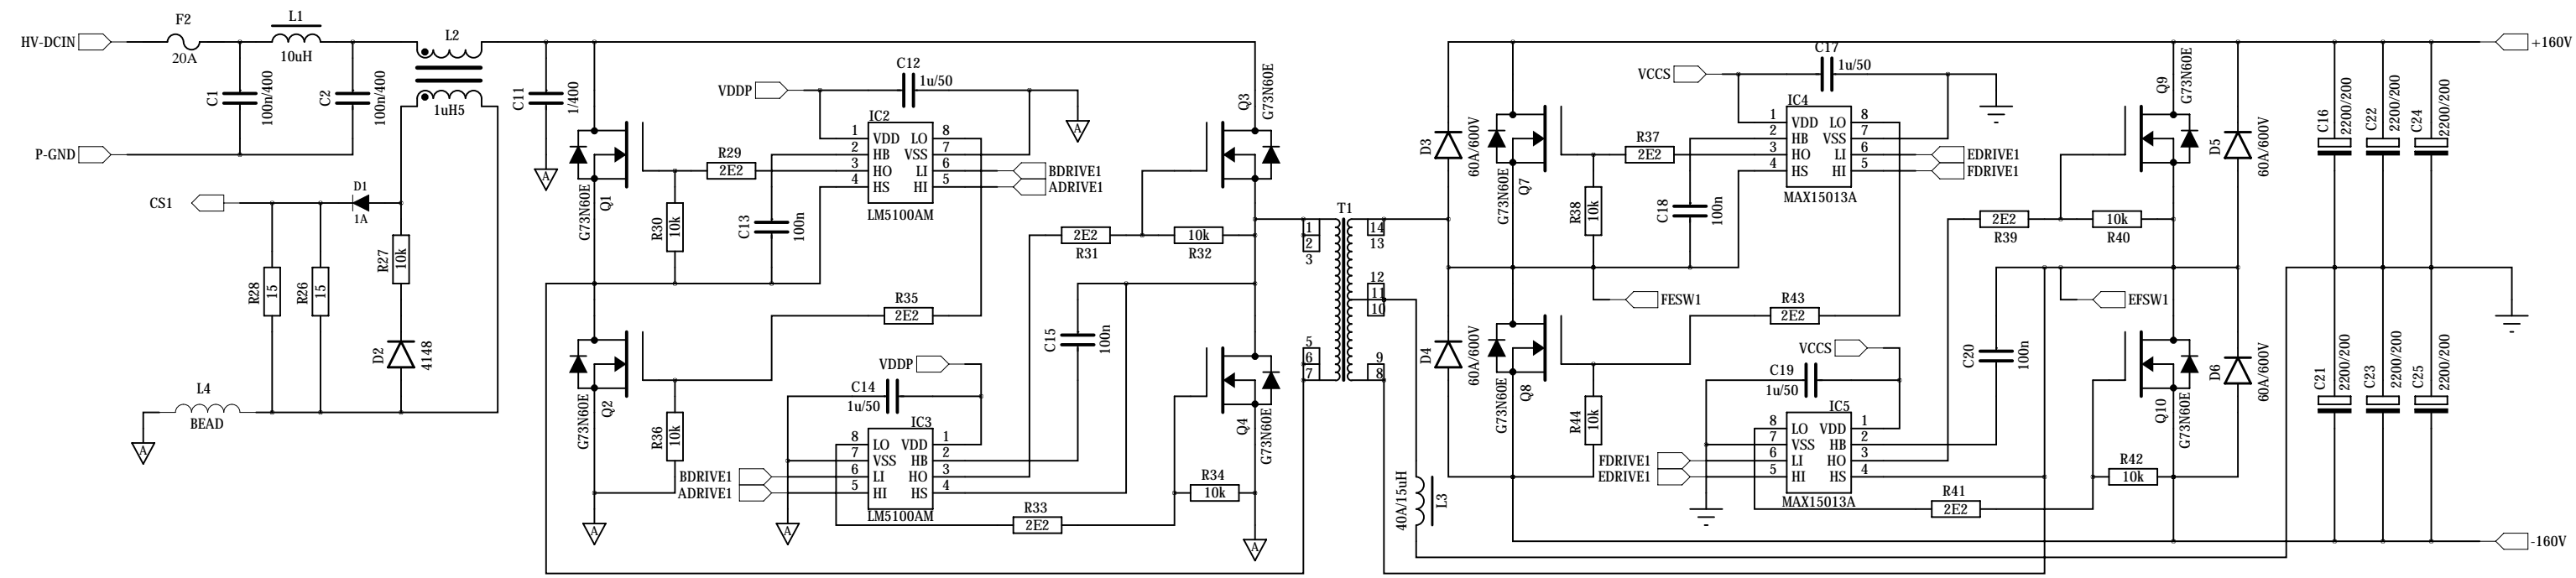 HV-DCIN
F2
20A
L1
10uH
L2
1uH5
C1
100n/400
C2
100n/400
P-GND
CS1
D1
1A
R28
15
R26
15
R27
10k
D2
4148
L4
BEAD
A
C11
1/400
A
Q1
G73N60E
R29
2E2
R30
10k
C13
100n
VDDP
C12
1u/50
A
IC2
1 VDD LO 8
2 HB VSS 7
3 HO LI 6
4 HS HI 5
LM5100AM
BDRIVE1
ADRIVE1
Q3
G73N60E
R31
2E2
R32
10k
R35
2E2
Q2
G73N60E
R36
10k
A
VDDP
C14
1u/50
IC3
8 LO VDD 1
7 VSS HB 2
6 LI HO 3
5 HI HS 4
LM5100AM
BDRIVE1
ADRIVE1
A
C15
100n
R33
2E2
R34
10k
Q4
G73N60E
A
T1
1
2
3
5
6
7
14
13
12
11
10
9
8
40A/15uH
L3
D3
60A/600V
D4
60A/600V
Q7
G73N60E
Q8
G73N60E
R37
2E2
R38
10k
C18
100n
VCCS
C17
1u/50
IC4
1 VDD LO 8
2 HB VSS 7
3 HO LI 6
4 HS HI 5
MAX15013A
EDRIVE1
FDRIVE1
FESW1
R43
2E2
R44
10k
VCCS
C19
1u/50
IC5
8 LO VDD 1
7 VSS HB 2
6 LI HO 3
5 HI HS 4
MAX15013A
FDRIVE1
EDRIVE1
R41
2E2
R42
10k
C20
100n
R39
2E2
R40
10k
EFSW1
Q9
G73N60E
Q10
G73N60E
D5
60A/600V
D6
60A/600V
C16
2200/200
C22
2200/200
C24
2200/200
C21
2200/200
C23
2200/200
C25
2200/200
+160V
-160V